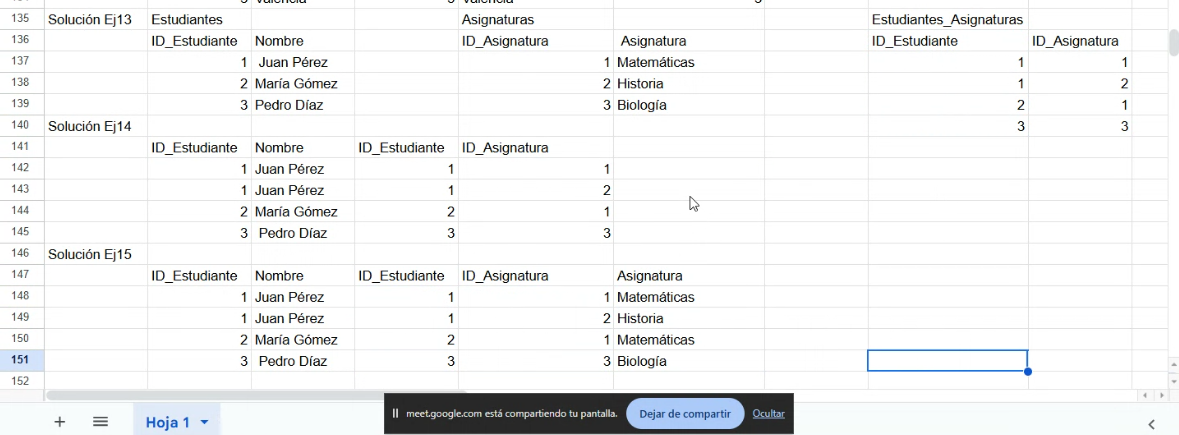 135 Solución Ej13 Estudiantes Asignaturas Estudiantes_Asignaturas
136 ID_Estudiante Nombre ID_Asignatura Asignatura ID_Estudiante ID_Asignatura
137 1 Juan Pérez 1 Matemáticas 1 1
138 2 María Gómez 2 Historia 1 2
139 3 Pedro Díaz 3 Biología 2 1
140 Solución Ej14 3 3
141 ID_Estudiante Nombre ID_Estudiante ID_Asignatura
142 1 Juan Pérez 1 1
143 1 Juan Pérez 1 2
144 2 María Gómez 2 1
145 3 Pedro Díaz 3 3
146 Solución Ej15
147 ID_Estudiante Nombre ID_Estudiante ID_Asignatura Asignatura
148 1 Juan Pérez 1 1 Matemáticas
149 1 Juan Pérez 1 2 Historia
150 2 María Gómez 2 1 Matemáticas
151 3 Pedro Díaz 3 3 Biología
152
Hoja 1
meet.google.com está compartiendo tu pantalla. Dejar de compartir Ocultar